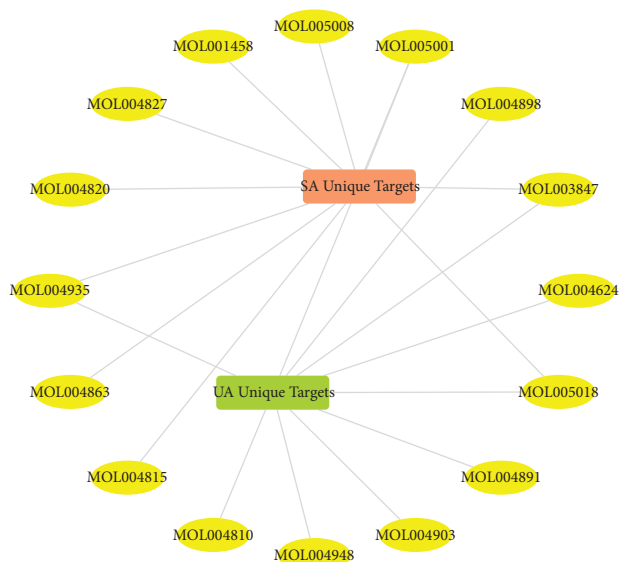 MOL005008
MOL001458
MOL005001
MOL004827
MOL004898
SA Unique Targets
MOL004820
MOL003847
MOL004935
MOL004624
MOL004863
UA Unique Targets
MOL005018
MOL004815
MOL004891
MOL004810
MOL004903
MOL004948